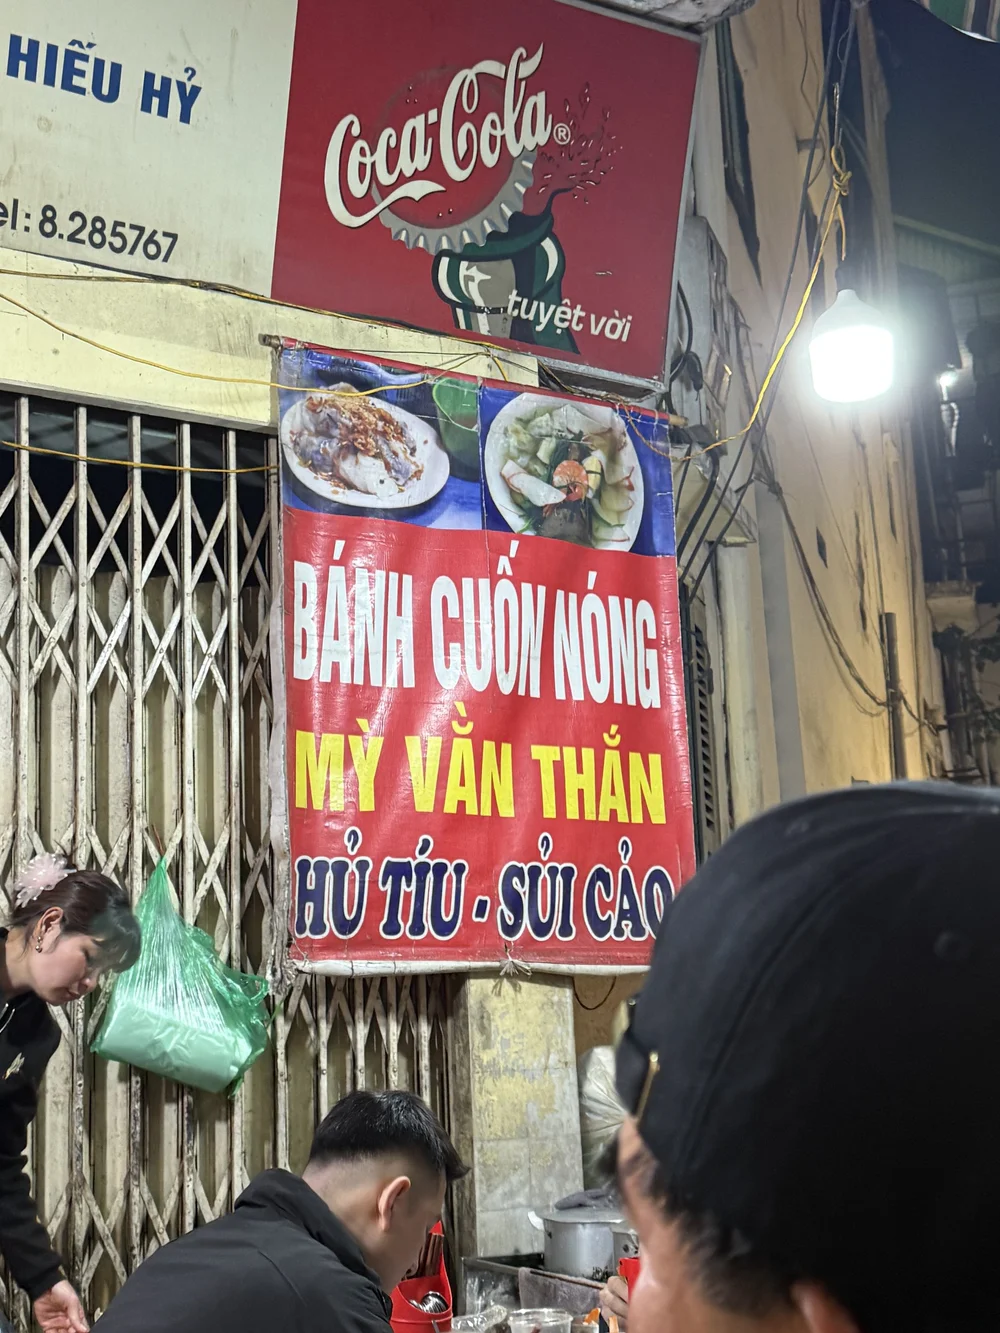 HIẾU HỶ
el: 8.285767
Coca-Cola®
tuyệt vời
BÁNH CUỐN NÓNG
MỲ VẰN THẮN
HỦ TÍU - SỦI CẢO